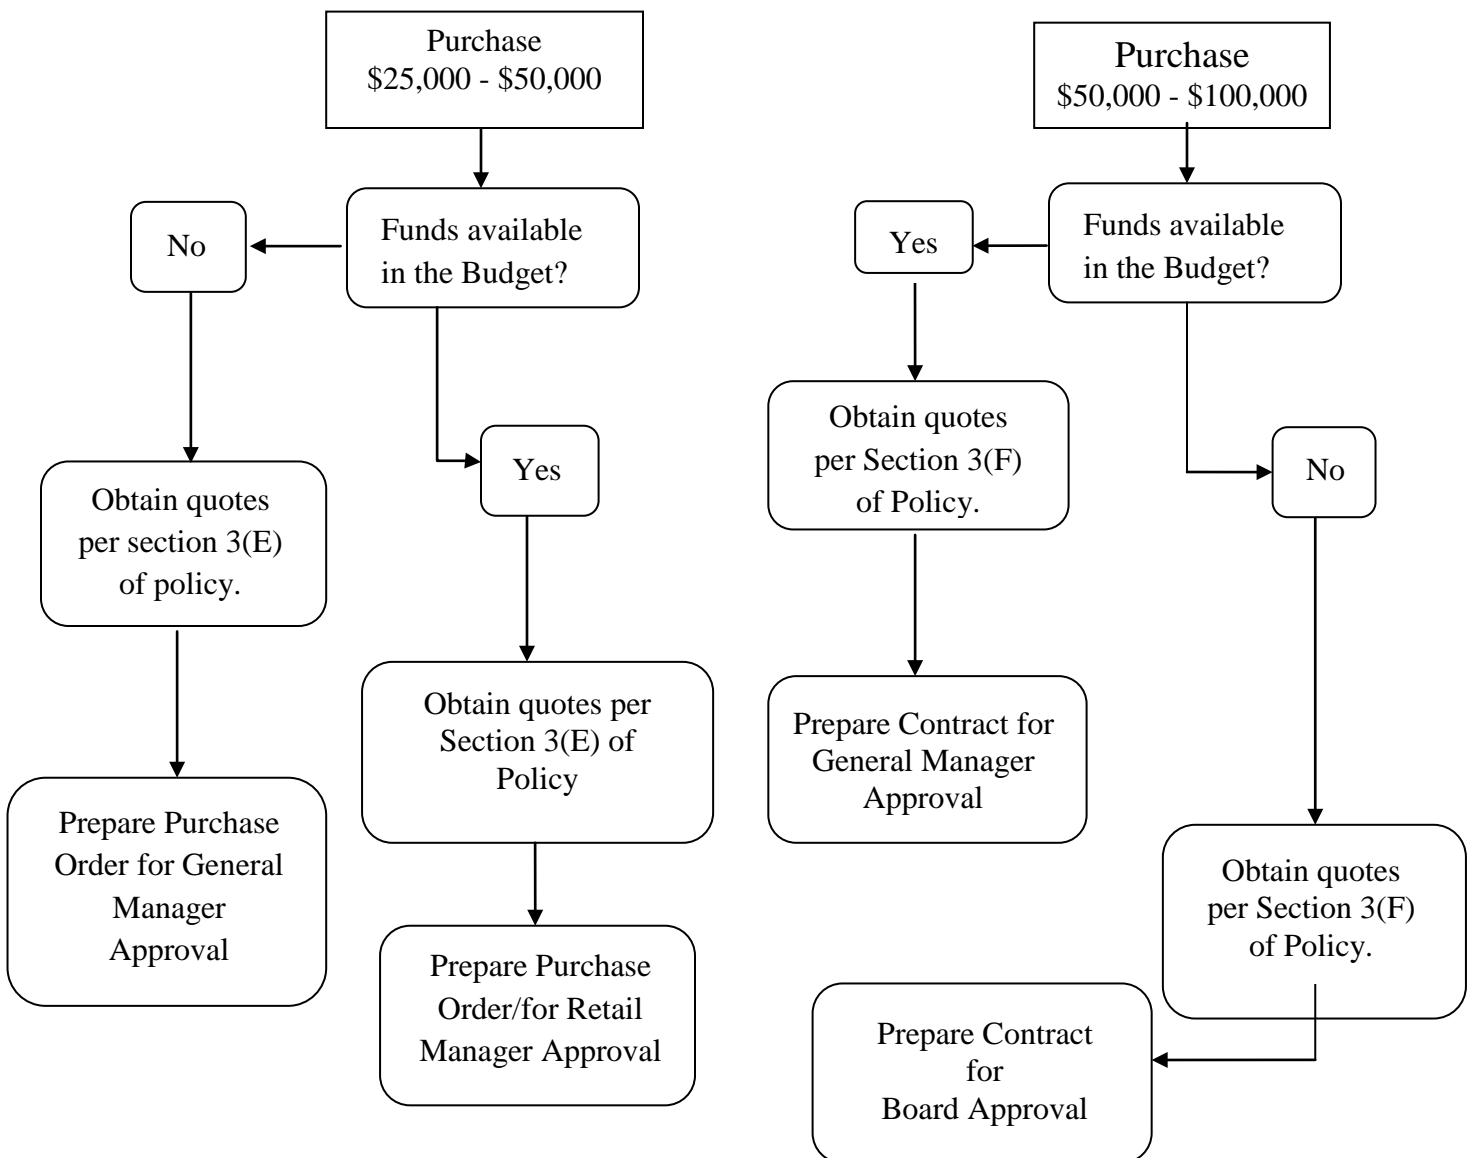 Purchase
$25,000 - $50,000
Funds available
in the Budget?
No
Obtain quotes
per section 3(E)
of policy.
Prepare Purchase
Order for General
Manager
Approval
Yes
Obtain quotes per
Section 3(E) of
Policy
Prepare Purchase
Order/for Retail
Manager Approval
Purchase
$50,000 - $100,000
Funds available
in the Budget?
Yes
Obtain quotes
per Section 3(F)
of Policy.
Prepare Contract for
General Manager
Approval
No
Obtain quotes
per Section 3(F)
of Policy.
Prepare Contract
for
Board Approval